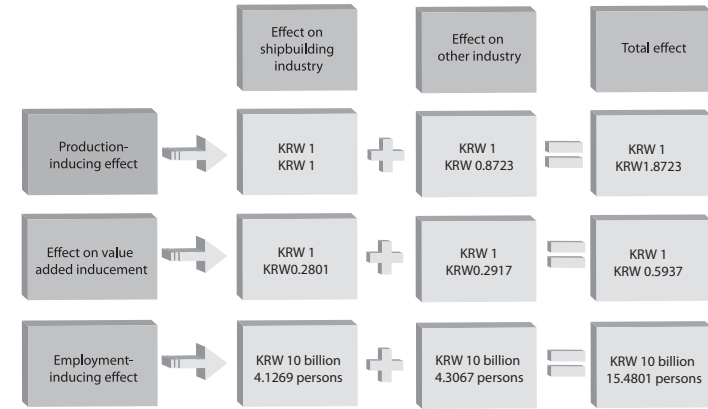 Effect on
shipbuilding
industry
Effect on
other industry
Total effect
Production-
inducing effect
KRW 1
KRW 1
KRW 1
KRW 0.8723
KRW 1
KRW1.8723
Effect on value
added inducement
KRW 1
KRW0.2801
KRW 1
KRW0.2917
KRW 1
KRW 0.5937
Employment-
inducing effect
KRW 10 billion
4.1269 persons
KRW 10 billion
4.3067 persons
KRW 10 billion
15.4801 persons